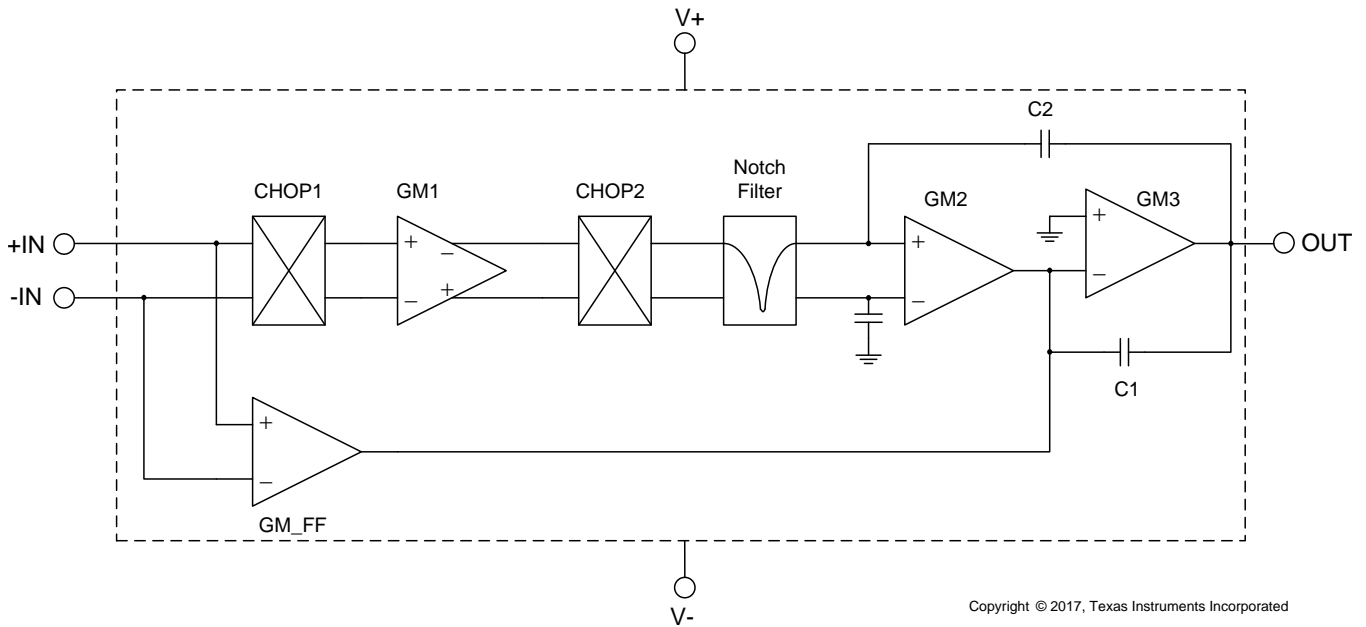 V+
C2
Notch
Filter
CHOP1
GM1
CHOP2
GM2
GM3
+IN
-IN
+
−
−
+
+
−
+
−
OUT
C1
+
−
GM_FF
V-
Copyright © 2017, Texas Instruments Incorporated